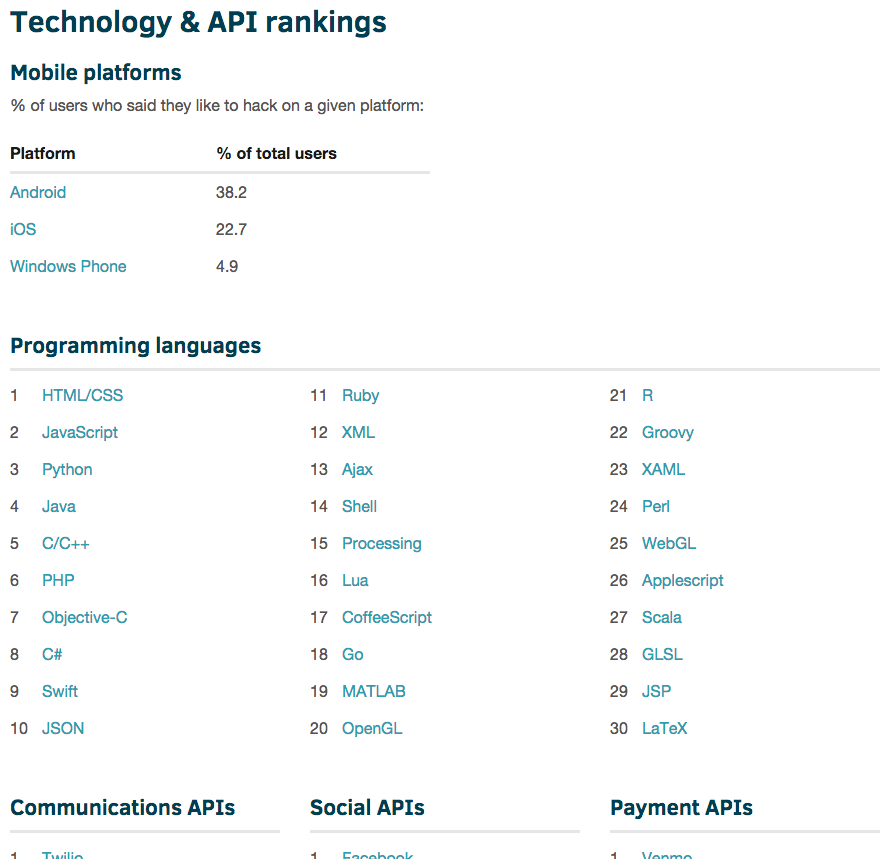 Technology & API rankings
Mobile platforms
% of users who said they like to hack on a given platform:
Platform % of total users
Android 38.2
iOS 22.7
Windows Phone 4.9
Programming languages
1 HTML/CSS 11 Ruby 21 R
2 JavaScript 12 XML 22 Groovy
3 Python 13 Ajax 23 XAML
4 Java 14 Shell 24 Perl
5 C/C++ 15 Processing 25 WebGL
6 PHP 16 Lua 26 Applescript
7 Objective-C 17 CoffeeScript 27 Scala
8 C# 18 Go 28 GLSL
9 Swift 19 MATLAB 29 JSP
10 JSON 20 OpenGL 30 LaTeX
Communications APIs Social APIs Payment APIs
1 Twilio 1 Facebook 1 Venmo